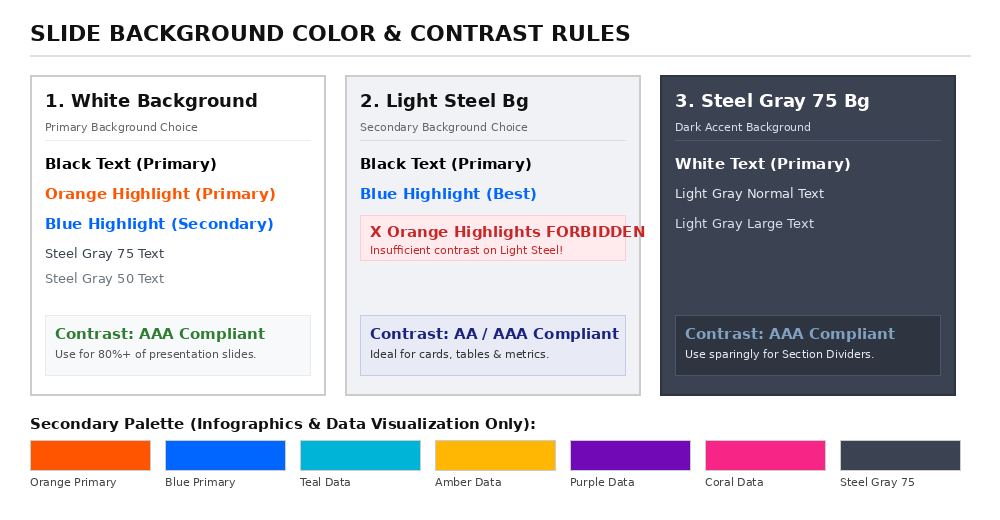 SLIDE BACKGROUND COLOR & CONTRAST RULES
1. White Background
Primary Background Choice
Black Text (Primary)
Orange Highlight (Primary)
Blue Highlight (Secondary)
Steel Gray 75 Text
Steel Gray 50 Text
Contrast: AAA Compliant
Use for 80%+ of presentation slides.
2. Light Steel Bg
Secondary Background Choice
Black Text (Primary)
Blue Highlight (Best)
X Orange Highlights FORBIDDEN
Insufficient contrast on Light Steel!
Contrast: AA / AAA Compliant
Ideal for cards, tables & metrics.
3. Steel Gray 75 Bg
Dark Accent Background
White Text (Primary)
Light Gray Normal Text
Light Gray Large Text
Contrast: AAA Compliant
Use sparingly for Section Dividers.
Secondary Palette (Infographics & Data Visualization Only):
Orange Primary
Blue Primary
Teal Data
Amber Data
Purple Data
Coral Data
Steel Gray 75